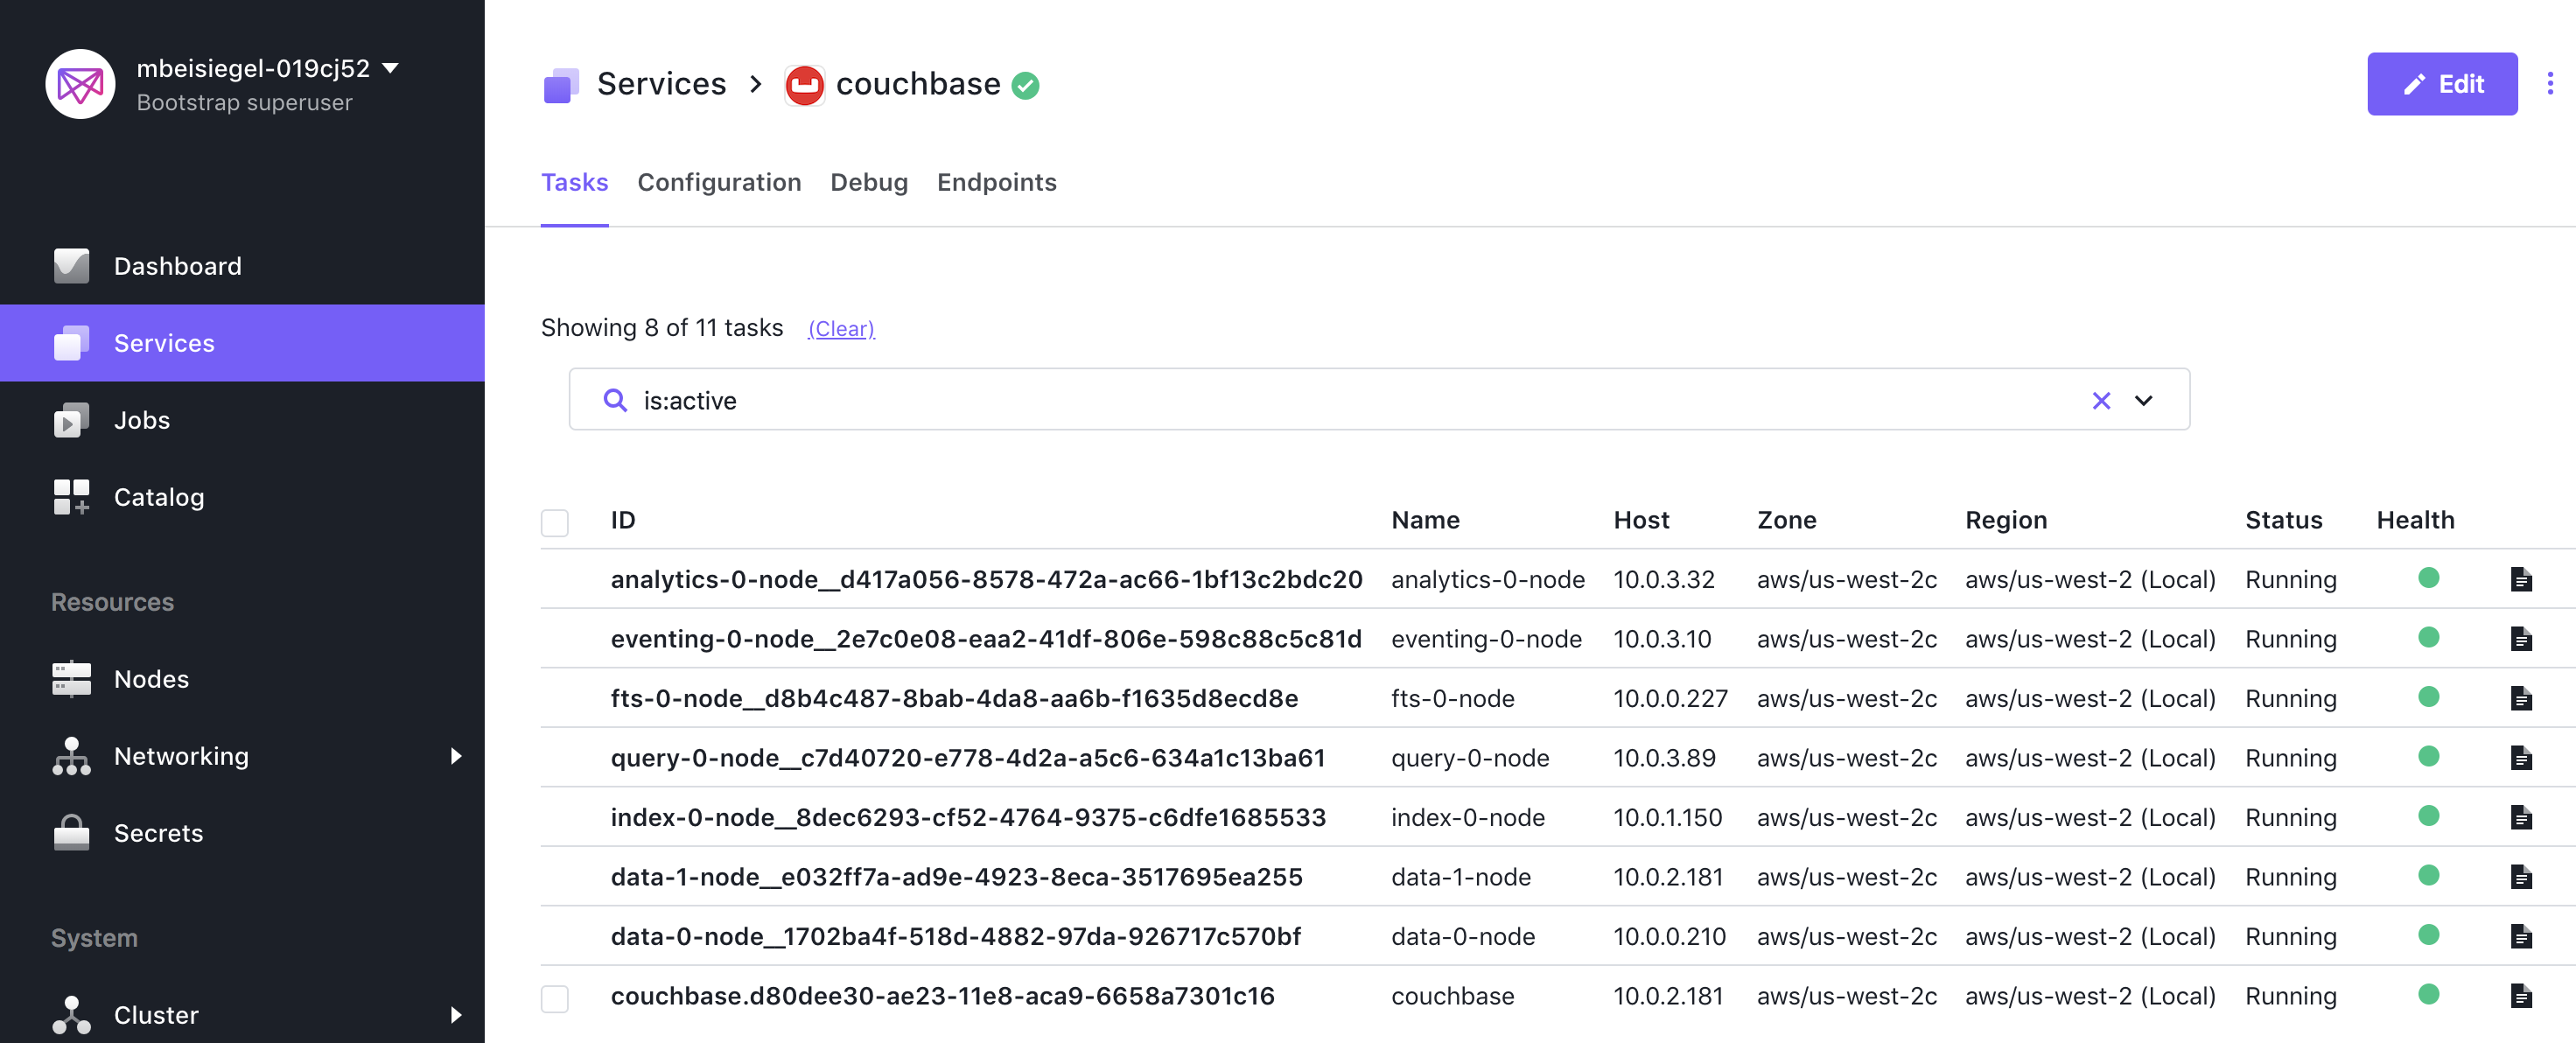 mbeisiegel-019cj52
Bootstrap superuser
Dashboard
Services
Jobs
Catalog
Resources
Nodes
Networking
Secrets
System
Cluster
Services > couchbase
Edit
Tasks Configuration Debug Endpoints
Showing 8 of 11 tasks (Clear)
is:active
ID Name Host Zone Region Status Health
analytics-0-node__d417a056-8578-472a-ac66-1bf13c2bdc20 analytics-0-node 10.0.3.32 aws/us-west-2c aws/us-west-2 (Local) Running
eventing-0-node__2e7c0e08-eaa2-41df-806e-598c88c5c81d eventing-0-node 10.0.3.10 aws/us-west-2c aws/us-west-2 (Local) Running
fts-0-node__d8b4c487-8bab-4da8-aa6b-f1635d8ecd8e fts-0-node 10.0.0.227 aws/us-west-2c aws/us-west-2 (Local) Running
query-0-node__c7d40720-e778-4d2a-a5c6-634a1c13ba61 query-0-node 10.0.3.89 aws/us-west-2c aws/us-west-2 (Local) Running
index-0-node__8dec6293-cf52-4764-9375-c6dfe1685533 index-0-node 10.0.1.150 aws/us-west-2c aws/us-west-2 (Local) Running
data-1-node__e032ff7a-ad9e-4923-8eca-3517695ea255 data-1-node 10.0.2.181 aws/us-west-2c aws/us-west-2 (Local) Running
data-0-node__1702ba4f-518d-4882-97da-926717c570bf data-0-node 10.0.0.210 aws/us-west-2c aws/us-west-2 (Local) Running
couchbase.d80dee30-ae23-11e8-aca9-6658a7301c16 couchbase 10.0.2.181 aws/us-west-2c aws/us-west-2 (Local) Running